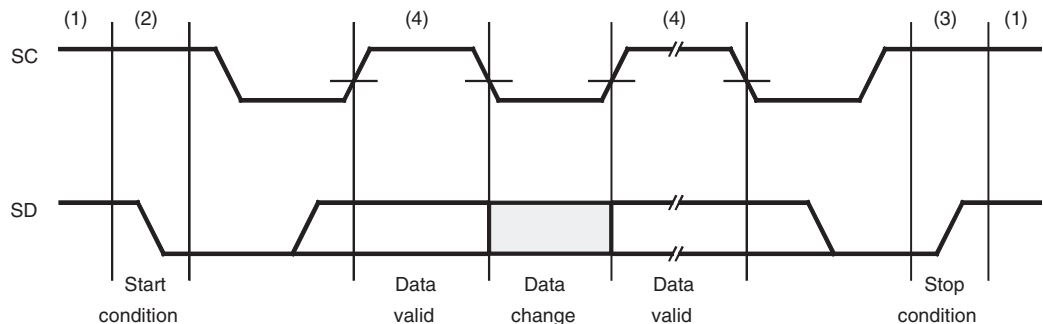 (1) (2) (4) (4) (3) (1)
SC
SD
Start condition
Data valid
Data change
Data valid
Stop condition